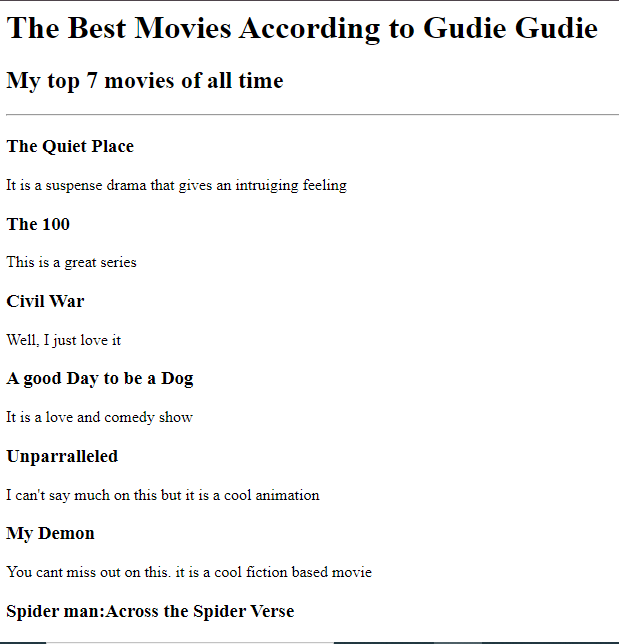 The Best Movies According to Gudie Gudie
My top 7 movies of all time
The Quiet Place
It is a suspense drama that gives an intruiging feeling
The 100
This is a great series
Civil War
Well, I just love it
A good Day to be a Dog
It is a love and comedy show
Unparralleled
I can't say much on this but it is a cool animation
My Demon
You cant miss out on this. it is a cool fiction based movie
Spider man:Across the Spider Verse